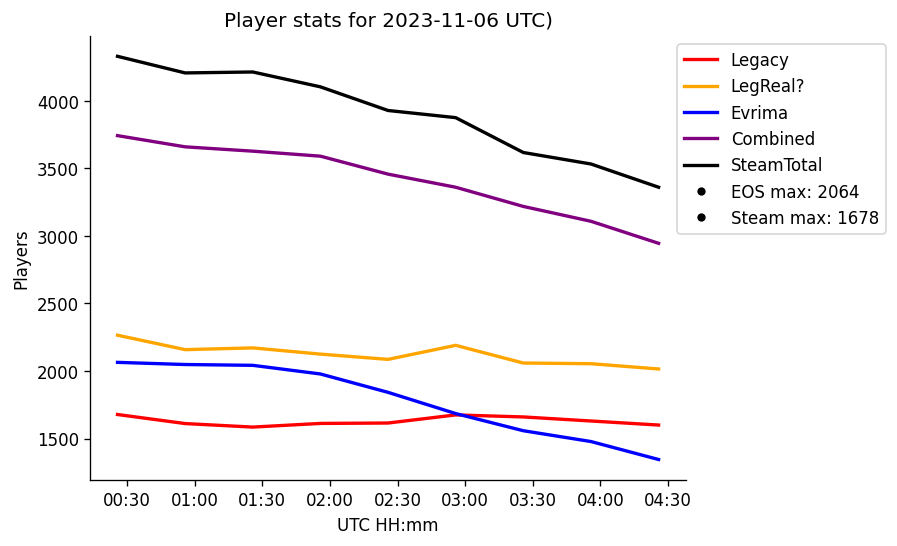 Player stats for 2023-11-06 UTC)
Legacy
LegReal?
Evrima
Combined
SteamTotal
EOS max: 2064
Steam max: 1678
Players
4000
3500
3000
2500
2000
1500
00:30 01:00 01:30 02:00 02:30 03:00 03:30 04:00 04:30
UTC HH:mm